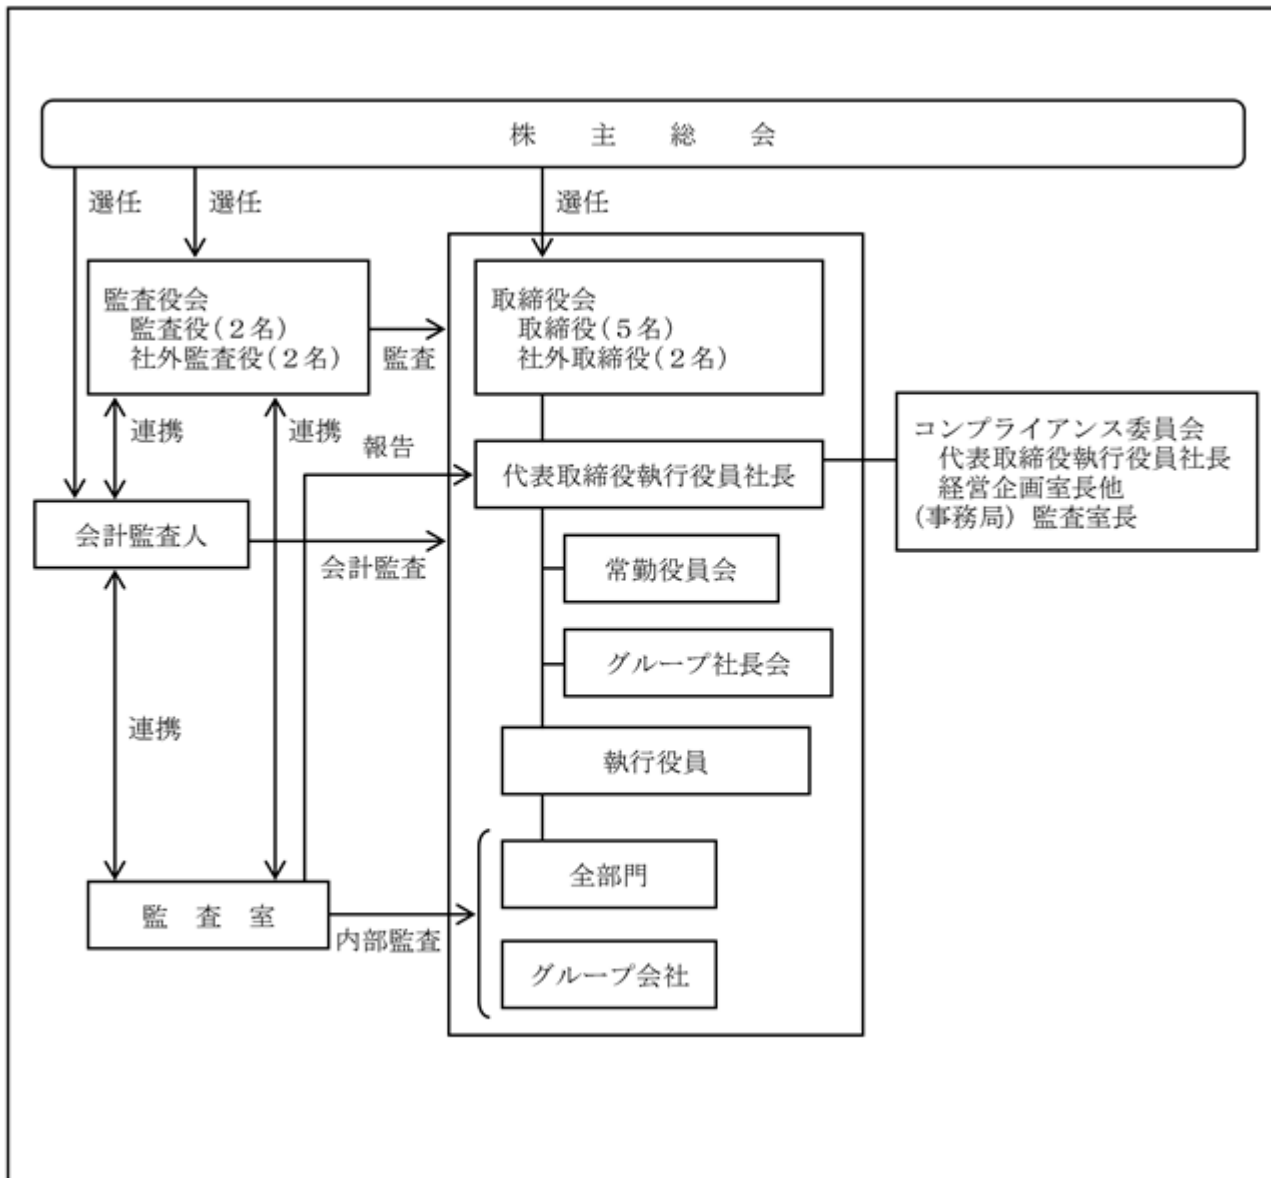 株　主　総　会
選任
選任
選任
監査役会
監査役(２名)
社外監査役(２名)
監査
取締役会
取締役(５名)
社外取締役(２名)
連携
連携
報告
代表取締役執行役員社長
コンプライアンス委員会
代表取締役執行役員社長
経営企画室長他
(事務局) 監査室長
会計監査人
会計監査
常勤役員会
グループ社長会
連携
執行役員
全部門
監　査　室
内部監査
グループ会社